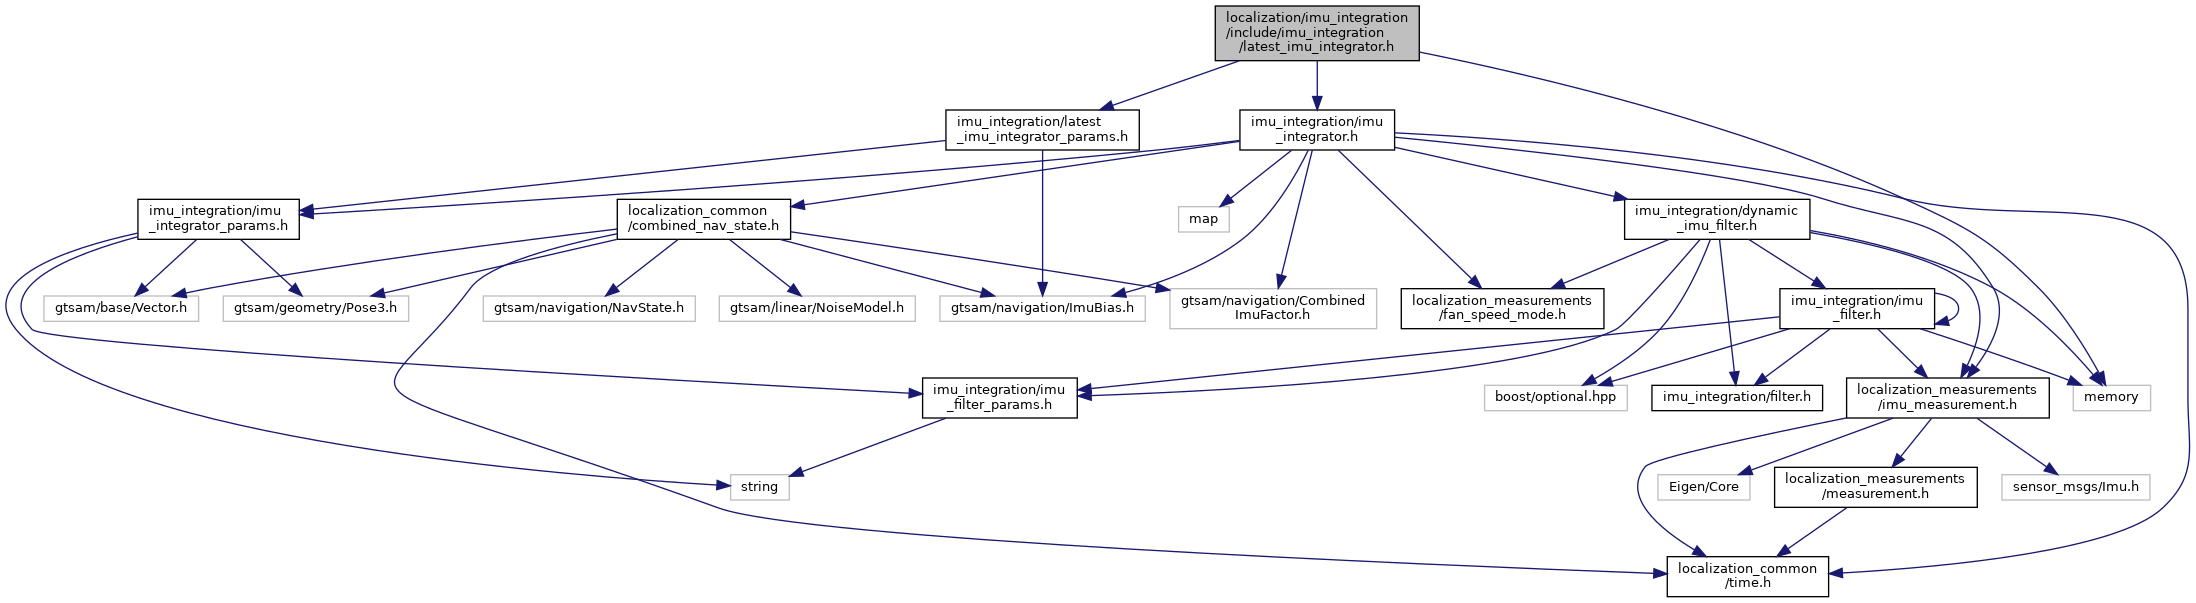 localization/imu_integration
/include/imu_integration
/latest_imu_integrator.h
imu_integration/latest
_imu_integrator_params.h
imu_integration/imu
_integrator.h
imu_integration/imu
_integrator_params.h
localization_common
/combined_nav_state.h
map
imu_integration/dynamic
_imu_filter.h
gtsam/base/Vector.h
gtsam/geometry/Pose3.h
gtsam/navigation/NavState.h
gtsam/linear/NoiseModel.h
gtsam/navigation/ImuBias.h
gtsam/navigation/Combined
ImuFactor.h
localization_measurements
/fan_speed_mode.h
imu_integration/imu
_filter.h
imu_integration/imu
_filter_params.h
boost/optional.hpp
imu_integration/filter.h
localization_measurements
/imu_measurement.h
memory
string
Eigen/Core
localization_measurements
/measurement.h
sensor_msgs/Imu.h
localization_common
/time.h